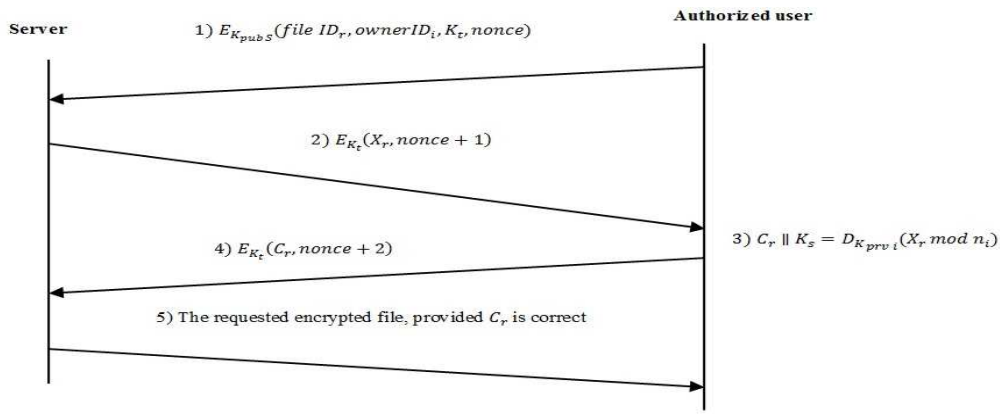 Authorized user
Server
1) E_{K_{pub S}}(file ID_r, ownerID_i, K_t, nonce)
2) E_{K_t}(X_r, nonce + 1)
3) C_r ∥ K_s = D_{K_{prv i}}(X_r mod n_i)
4) E_{K_t}(C_r, nonce + 2)
5) The requested encrypted file, provided C_r is correct